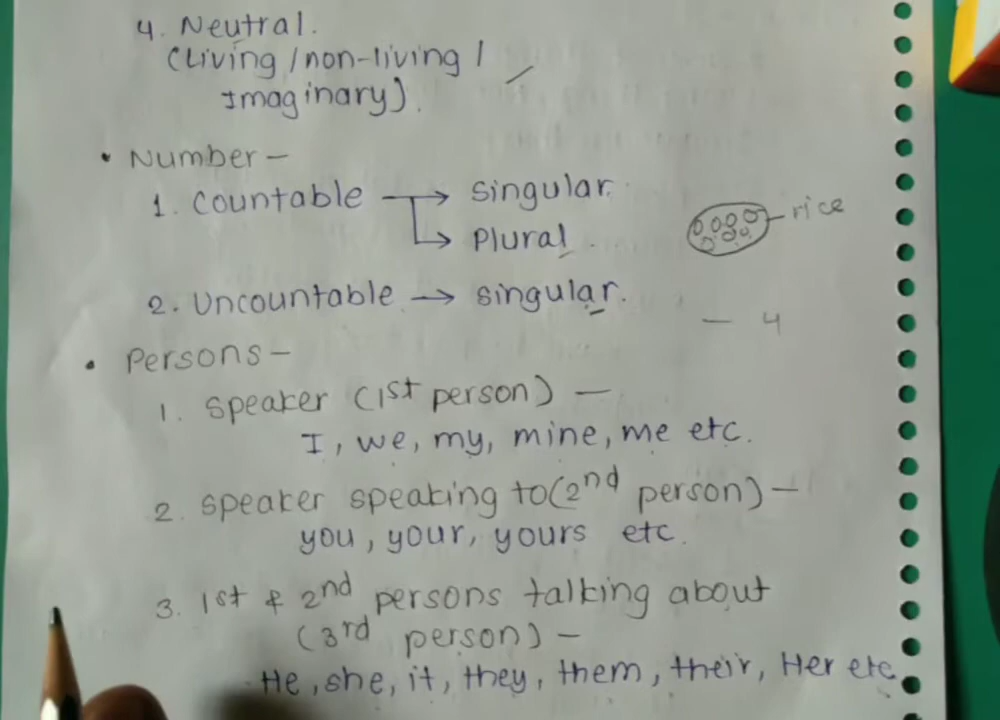 4. Neutral.
(Living / non-living /
Imaginary).
• Number –
1. Countable → singular.
→ Plural.
rice
2. Uncountable → singular.
— 4
• Persons –
1. speaker (1st person) –
I, we, my, mine, me etc.
2. speaker speaking to (2nd person) –
you, your, yours etc.
3. 1st & 2nd persons talking about
(3rd person) –
He, she, it, they, them, their, Her etc.